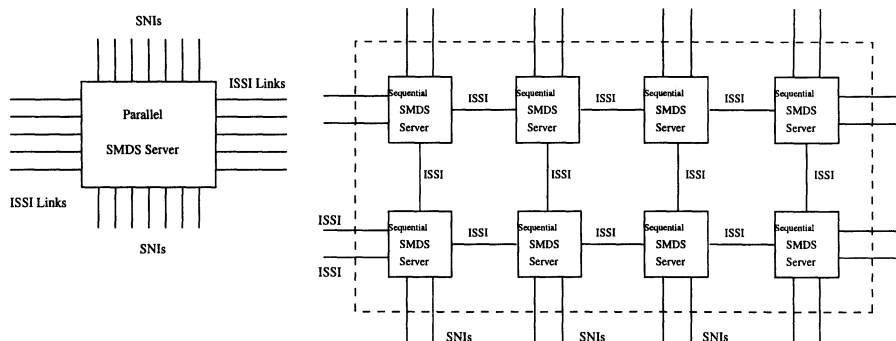 SNIs
ISSI Links
Parallel
SMDS Server
ISSI Links
SNIs
Sequential
SMDS
Server
ISSI
Sequential
SMDS
Server
ISSI
Sequential
SMDS
Server
ISSI
Sequential
SMDS
Server
ISSI
ISSI
ISSI
ISSI
ISSI
ISSI
Sequential
SMDS
Server
ISSI
Sequential
SMDS
Server
ISSI
Sequential
SMDS
Server
ISSI
Sequential
SMDS
Server
SNIs
SNIs
SNIs